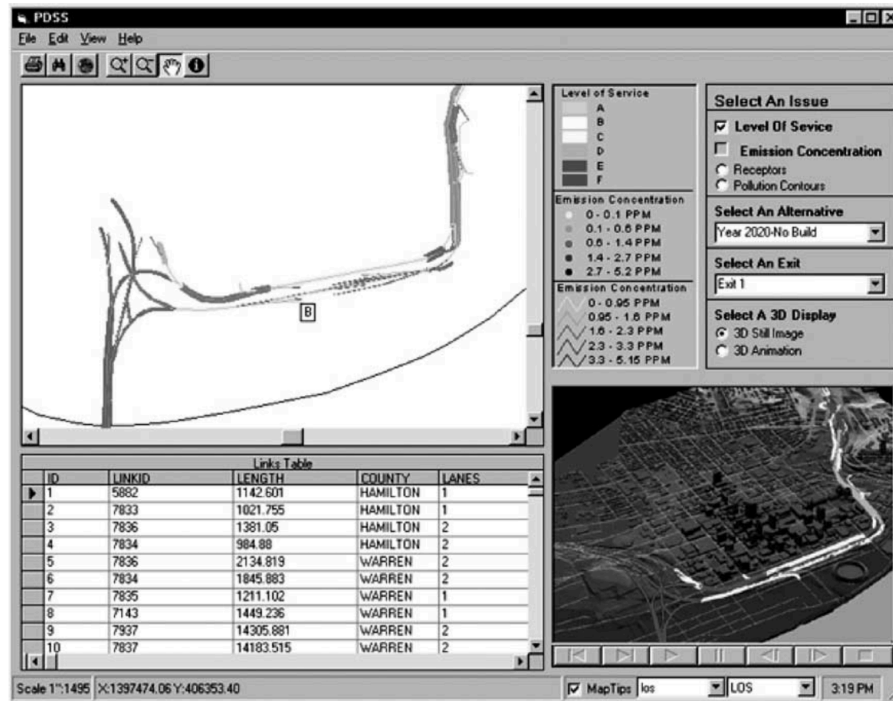 PDSS
File Edit View Help
B
Level of Service
A
B
C
D
E
F
Emission Concentration
0 - 0.1 PPM
0.1 - 0.6 PPM
0.6 - 1.4 PPM
1.4 - 2.7 PPM
2.7 - 5.2 PPM
Emission Concentration
0 - 0.95 PPM
0.95 - 1.6 PPM
1.6 - 2.3 PPM
2.3 - 3.3 PPM
3.3 - 5.15 PPM
Select An Issue
Level Of Sevice
Emission Concentration
Receptors
Pollution Contours
Select An Alternative
Year 2020-No Build
Select An Exit
Exit 1
Select A 3D Display
3D Still Image
3D Animation
Links Table
ID LINKID LENGTH COUNTY LANES
1 5882 1142.601 HAMILTON 1
2 7833 1021.755 HAMILTON 1
3 7836 1381.05 HAMILTON 2
4 7834 984.88 HAMILTON 2
5 7836 2134.819 WARREN 2
6 7834 1845.883 WARREN 2
7 7835 1211.102 WARREN 1
8 7143 1449.236 WARREN 1
9 7937 14305.881 WARREN 2
10 7837 14183.515 WARREN 2
Scale 1":1495 X:1397474.06 Y:406353.40 MapTips los LOS 3:19 PM